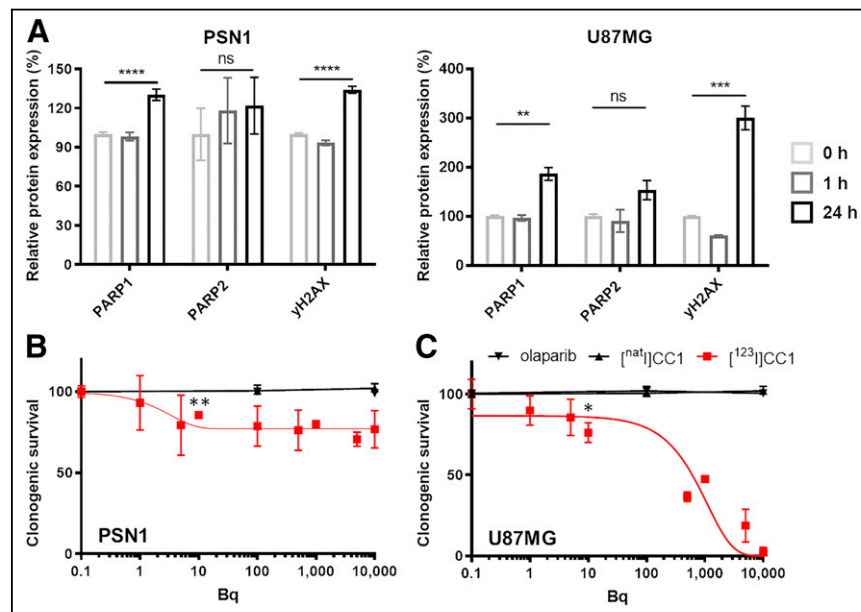 A
PSN1
U87MG
Relative protein expression (%)
150
120
90
60
30
0
****
ns
****
PARP1
PARP2
yH2AX
Relative protein expression (%)
400
300
200
100
0
**
ns
***
PARP1
PARP2
yH2AX
0 h
1 h
24 h
B
C
olaparib
[natI]CC1
[123I]CC1
Clonogenic survival
100
50
0
**
PSN1
0.1 1 10 100 1,000 10,000
Bq
Clonogenic survival
100
50
0
*
U87MG
0.1 1 10 100 1,000 10,000
Bq